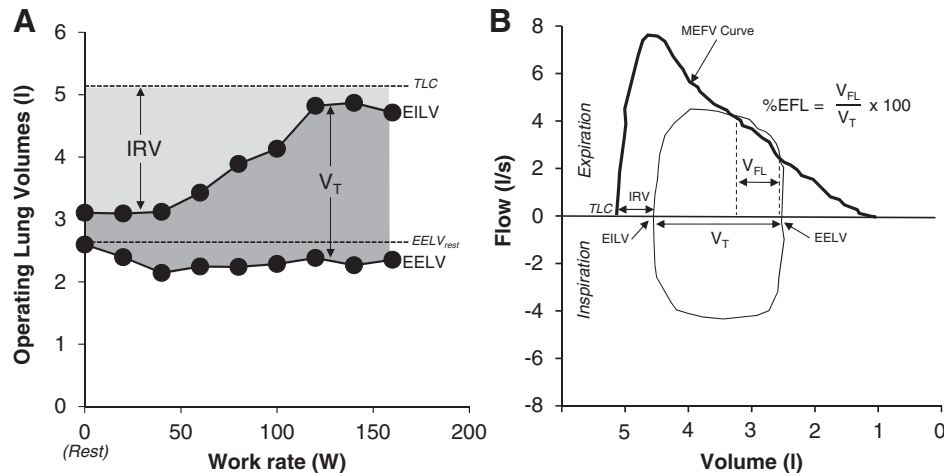 A
Operating Lung Volumes (l)
6
5
4
3
2
1
0
0
50
100
150
200
(Rest)
Work rate (W)
TLC
EILV
IRV
V_T
EELV_rest
EELV
B
Flow (l/s)
8
6
4
2
0
-2
-4
-6
-8
Expiration
Inspiration
MEFV Curve
%EFL = V_FL / V_T x 100
V_FL
TLC
IRV
EILV
V_T
EELV
5
4
3
2
1
0
Volume (l)